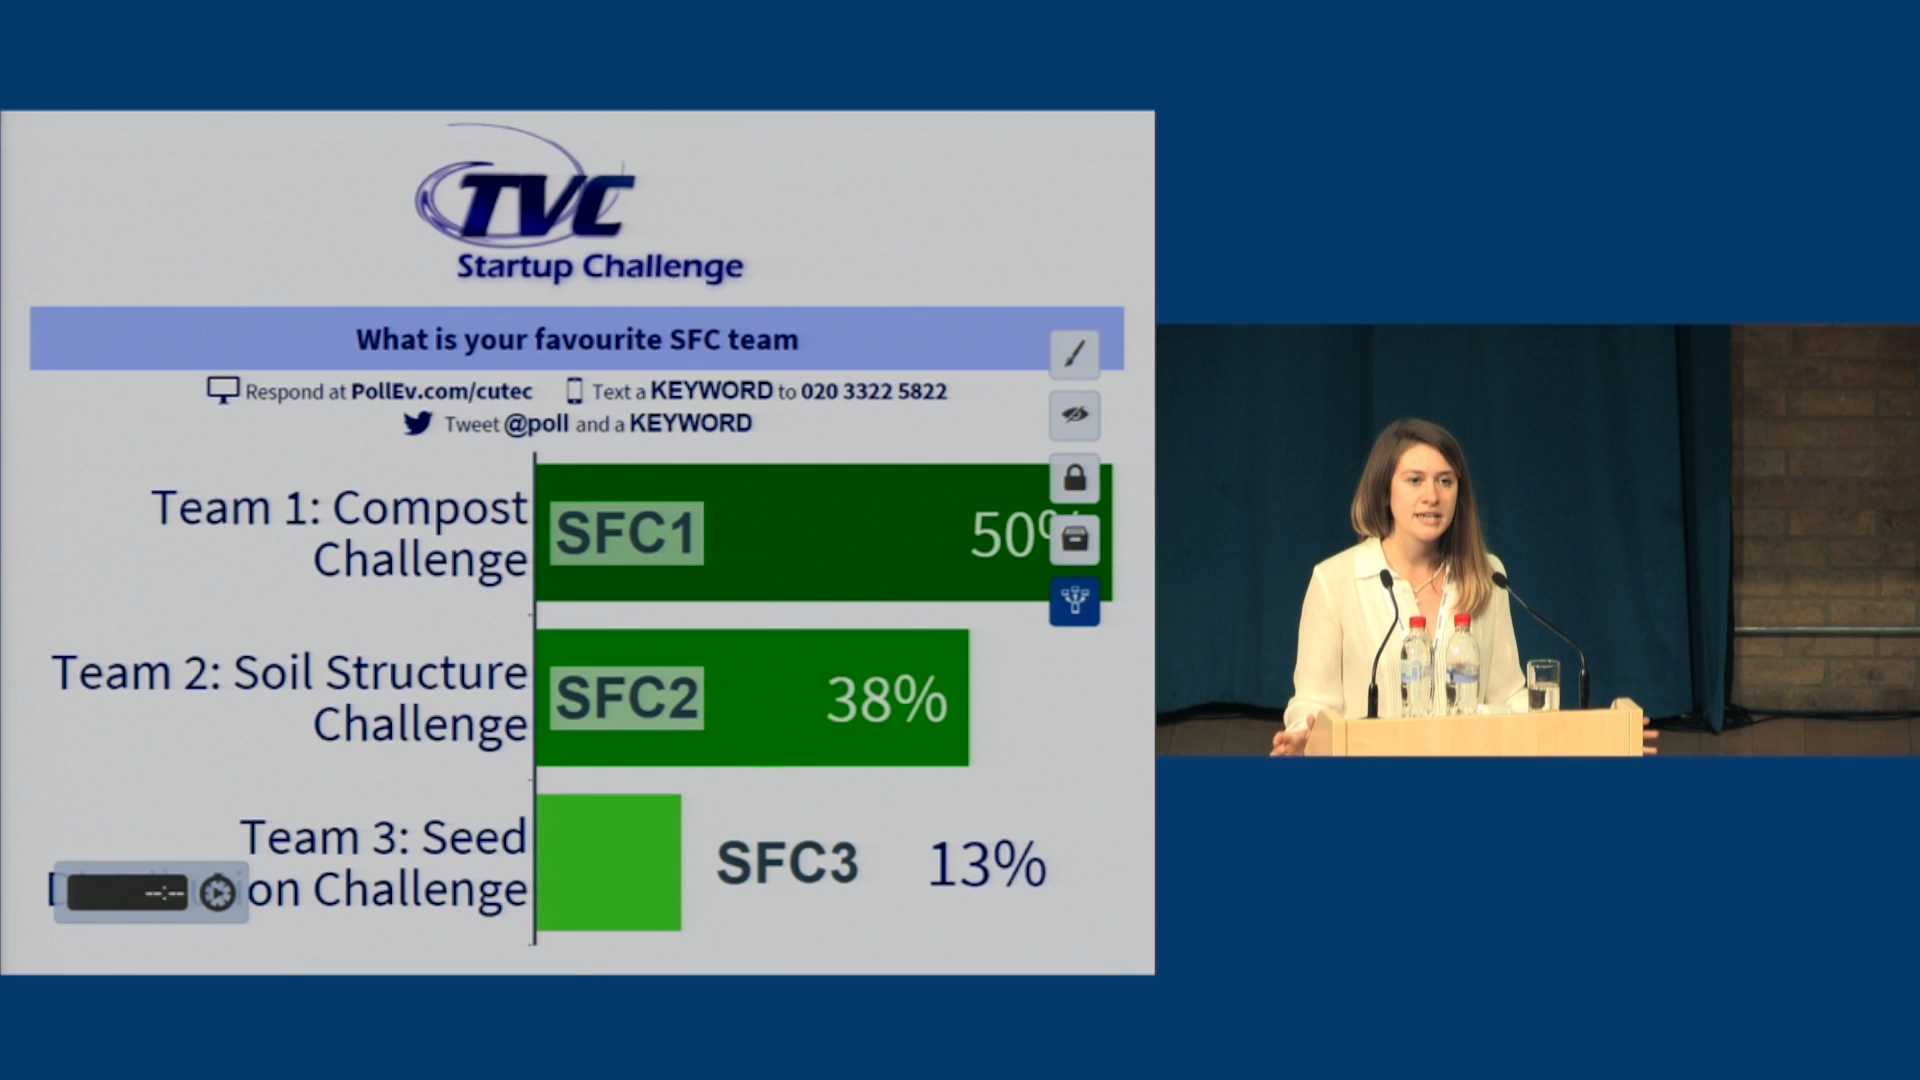 TVC
Startup Challenge
What is your favourite SFC team
Respond at PollEv.com/cutec Text a KEYWORD to 020 3322 5822
Tweet @poll and a KEYWORD
Team 1: Compost
Challenge
SFC1
50%
Team 2: Soil Structure
Challenge
SFC2
38%
Team 3: Seed
Challenge
SFC3
13%
--:--